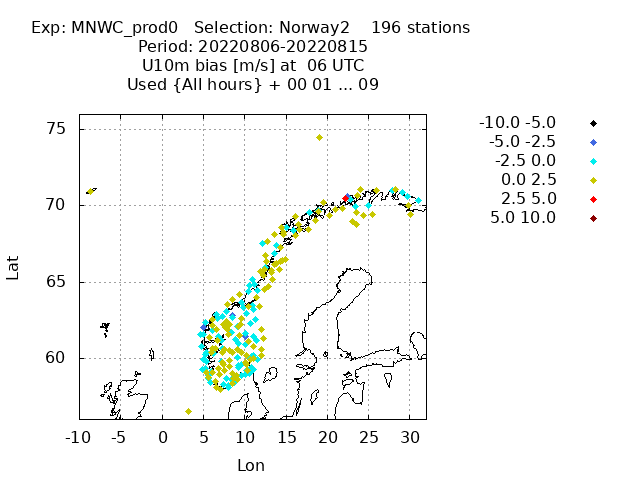 Exp: MNWC_prod0   Selection: Norway2    196 stations
Period: 20220806-20220815
U10m bias [m/s] at  06 UTC
Used {All hours} + 00 01 ... 09
-10.0 -5.0
-5.0 -2.5
-2.5 0.0
0.0 2.5
2.5 5.0
5.0 10.0
75
70
65
60
Lat
-10 -5 0 5 10 15 20 25 30
Lon